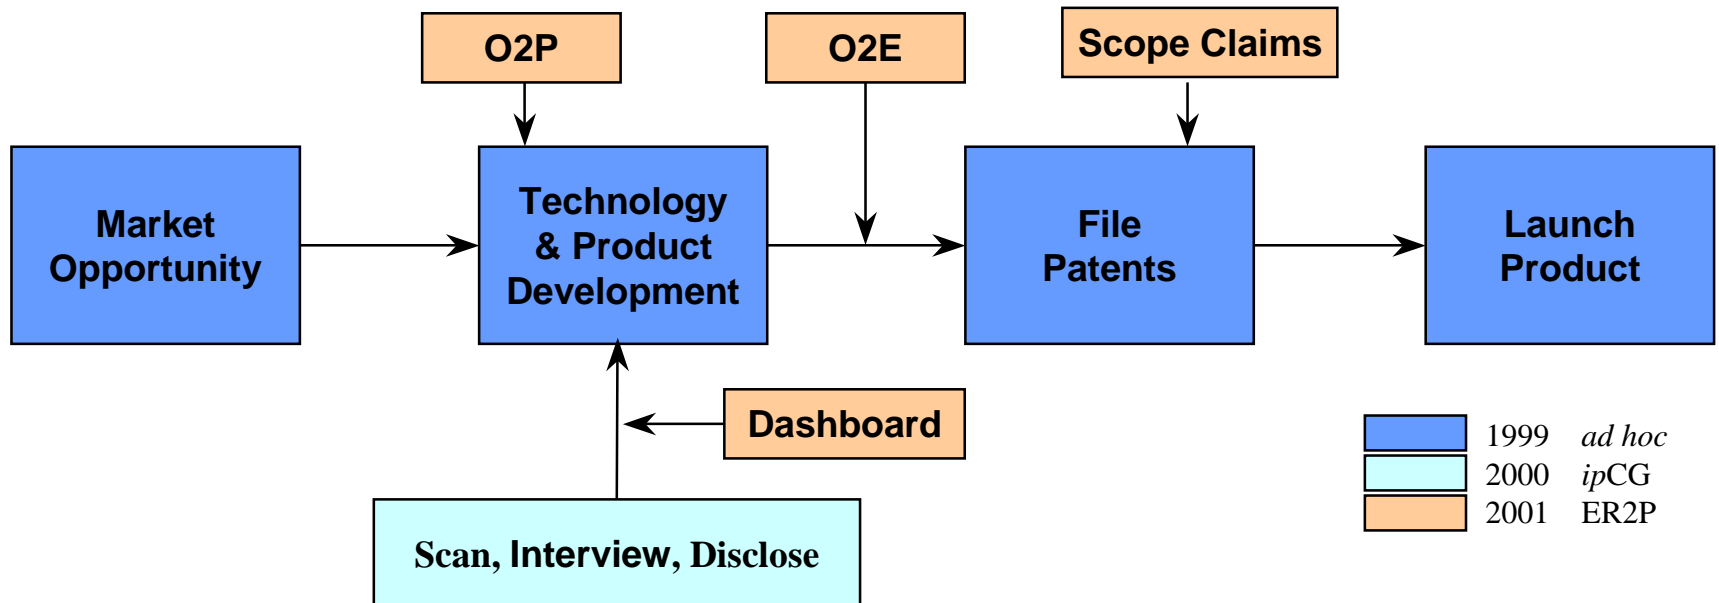 O2P
O2E
Scope Claims
Market
Opportunity
Technology
& Product
Development
File
Patents
Launch
Product
Dashboard
Scan, Interview, Disclose
1999 ad hoc
2000 ipCG
2001 ER2P